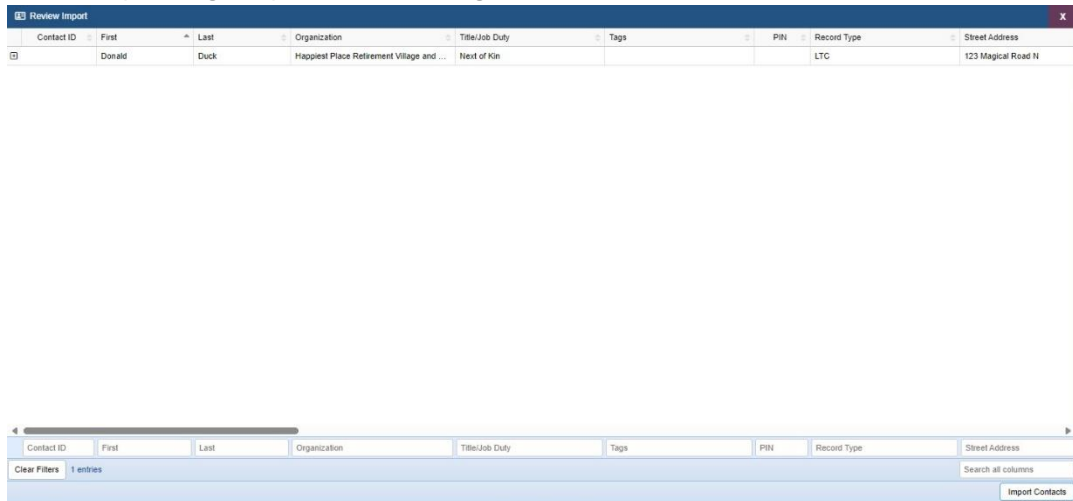 Review Import X
Contact ID First Last Organization Title/Job Duty Tags PIN Record Type Street Address
Donald Duck Happiest Place Retirement Village and ... Next of Kin LTC 123 Magical Road N
Contact ID First Last Organization Title/Job Duty Tags PIN Record Type Street Address
Clear Filters 1 entries Search all columns
Import Contacts